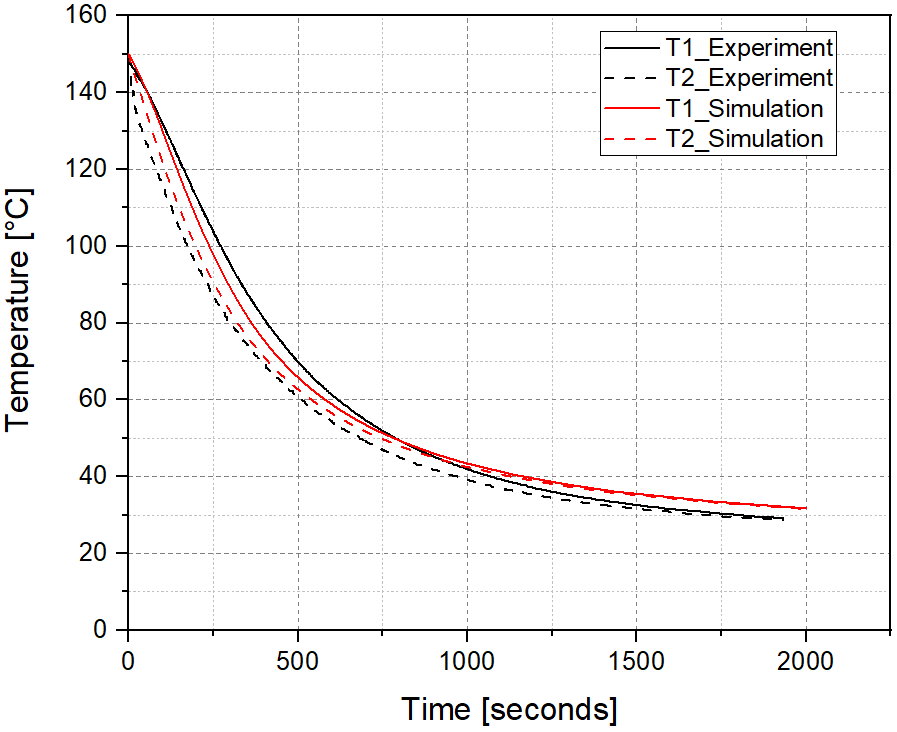 160
140
120
100
80
60
40
20
0
Temperature [°C]
T1_Experiment
T2_Experiment
T1_Simulation
T2_Simulation
0 500 1000 1500 2000
Time [seconds]